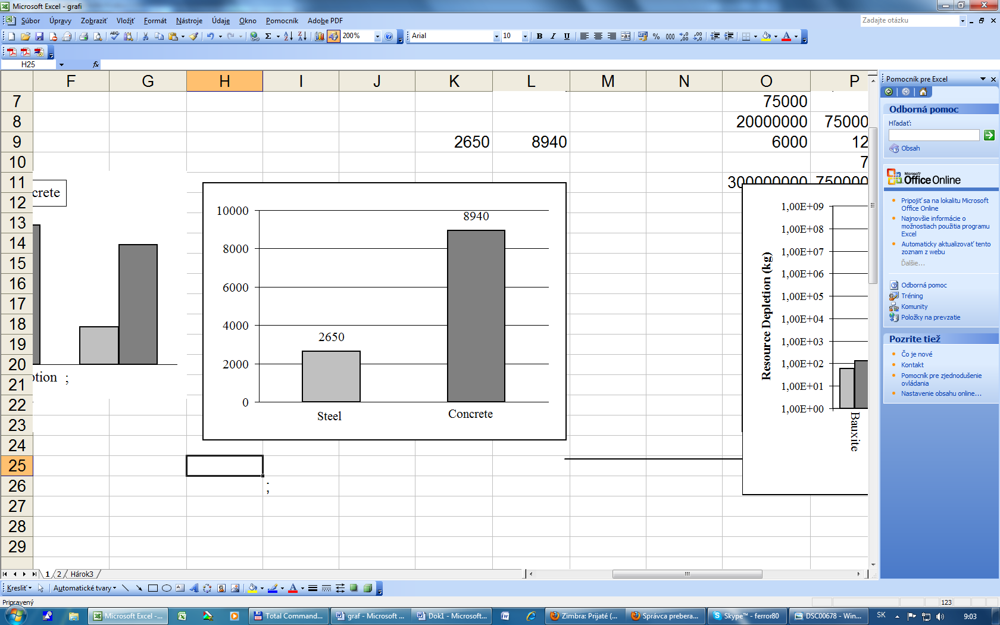 Microsoft Excel - grafi
Súbor Úpravy Zobraziť Vložiť Formát Nástroje Údaje Okno Pomocník Adobe PDF
Zadajte otázku
200%
Arial
10
B I U
% 000
H25
fx
F G H I J K L M N O P
Pomocník pre Excel
7 75000
Odborná pomoc
8 20000000 75000
Hľadať:
9 2650 8940 6000 12
Obsah
10 7
11 300000000 750000
Microsoft
Office Online
12
13
14
15
16
17
18
19
20
21
22
23
24
25
26 ;
27
28
29
crete
otion ;
10000
8000
6000
4000
2000
0
8940
2650
Steel Concrete
Resource Depletion (kg)
1,00E+09
1,00E+08
1,00E+07
1,00E+06
1,00E+05
1,00E+04
1,00E+03
1,00E+02
1,00E+01
1,00E+00
Bauxite
Pripojiť sa na lokalitu Microsoft
Office Online
Najnovšie informácie o
možnostiach použitia programu
Excel
Automaticky aktualizovať tento
zoznam z webu
Ďalšie...
Odborná pomoc
Tréning
Komunity
Položky na prevzatie
Pozrite tiež
Čo je nové
Kontakt
Pomocník pre zjednodušenie
ovládania
Nastavenie obsahu online...
1 2 Hárok3
Kresliť Automatické tvary
Pripravený
123
Microsoft Excel -... Total Command... graf - Microsoft ... Dok1 - Microsoft... Zimbra: Prijaté (... Správca prebera... Skype™ - ferror80 DSC00678 - Win... SK 9:03